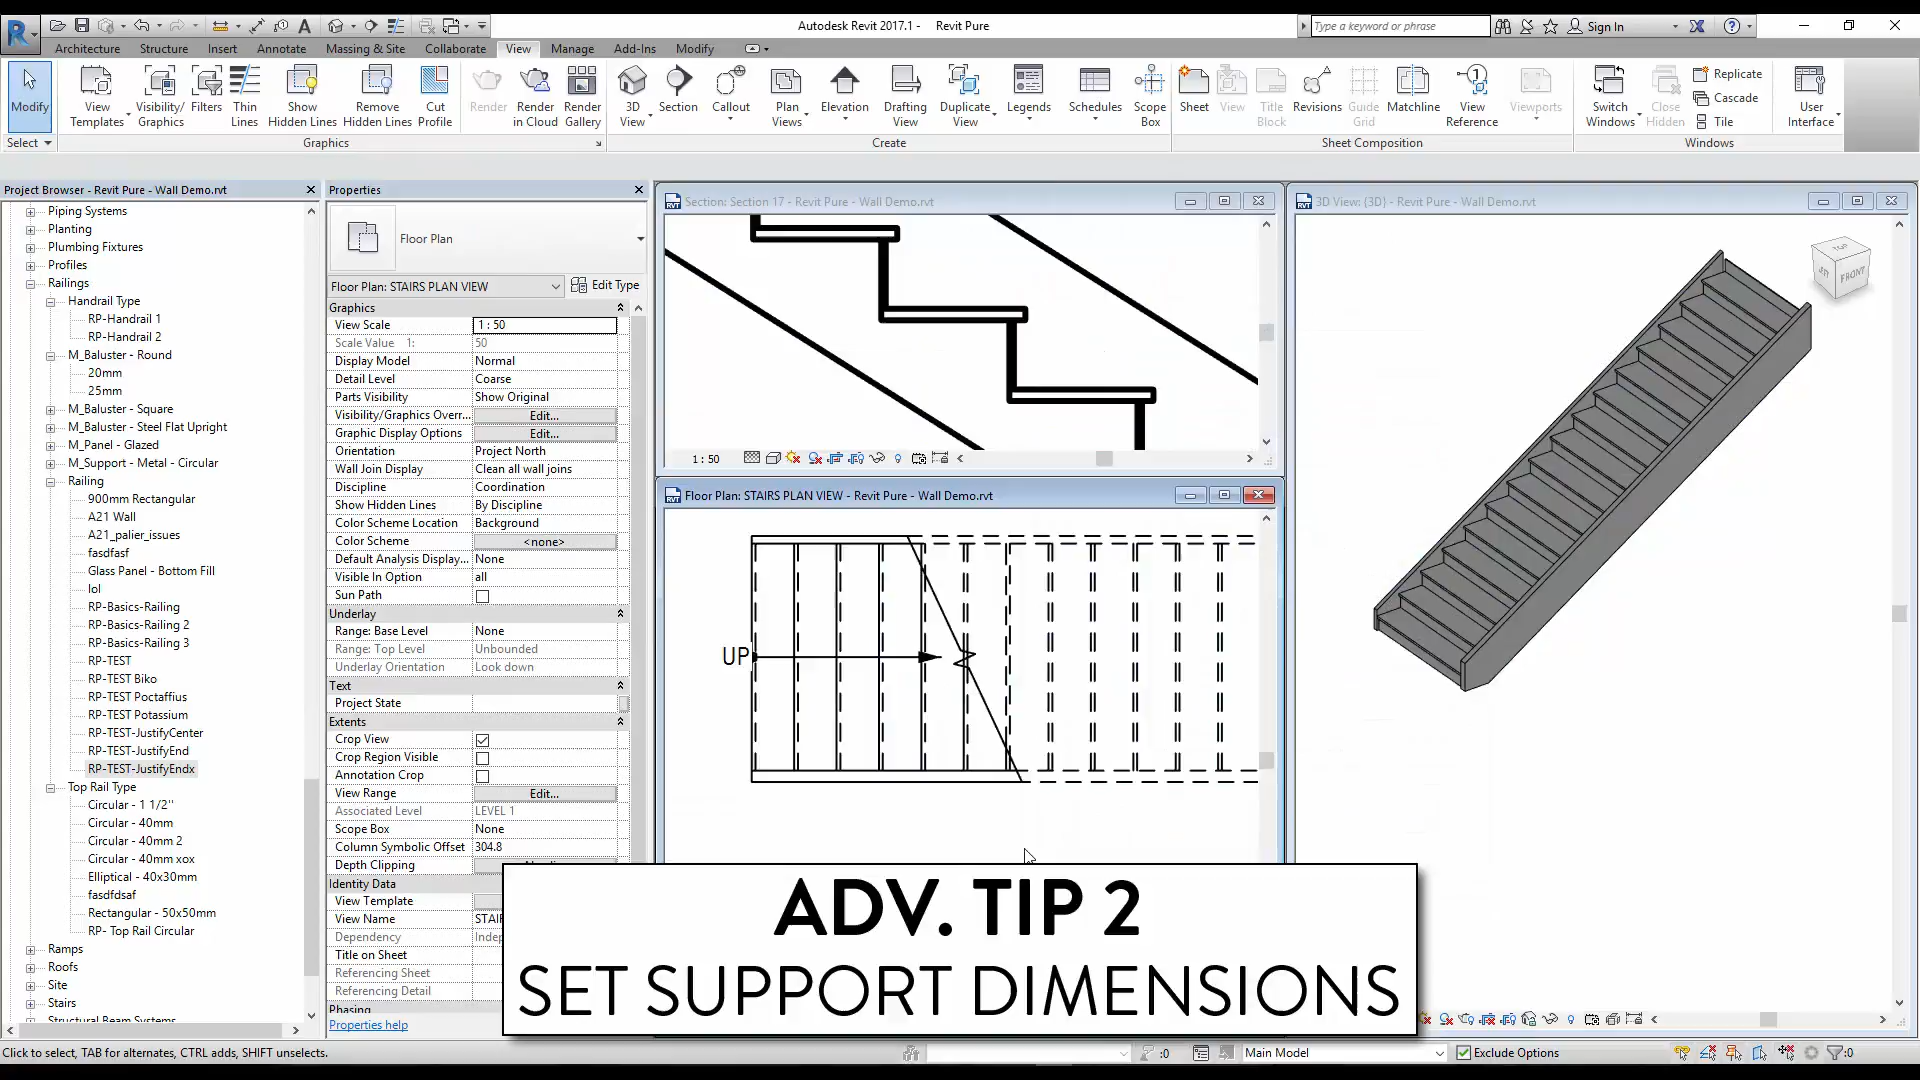 Autodesk Revit 2017.1 - Revit Pure
Type a keyword or phrase
Sign In
Architecture Structure Insert Annotate Massing & Site Collaborate View Manage Add-Ins Modify
Modify
View Templates
Visibility/ Graphics
Filters
Thin Lines
Show Hidden Lines
Remove Hidden Lines
Cut Profile
Render
Render in Cloud
Render Gallery
3D View
Section
Callout
Plan Views
Elevation
Drafting View
Duplicate View
Legends
Schedules
Scope Box
Sheet
View
Title Block
Revisions
Guide Grid
Matchline
View Reference
Viewports
Switch Windows
Close Hidden
Replicate
Cascade
Tile
User Interface
Select
Graphics
Create
Sheet Composition
Windows
Project Browser - Revit Pure - Wall Demo.rvt
Piping Systems
Planting
Plumbing Fixtures
Profiles
Railings
Handrail Type
RP-Handrail 1
RP-Handrail 2
M_Baluster - Round
20mm
25mm
M_Baluster - Square
M_Baluster - Steel Flat Upright
M_Panel - Glazed
M_Support - Metal - Circular
Railing
900mm Rectangular
A21 Wall
A21_palier_issues
fasdfasf
Glass Panel - Bottom Fill
lol
RP-Basics-Railing
RP-Basics-Railing 2
RP-Basics-Railing 3
RP-TEST
RP-TEST Biko
RP-TEST Poctaffius
RP-TEST Potassium
RP-TEST-JustifyCenter
RP-TEST-JustifyEnd
RP-TEST-JustifyEndx
Top Rail Type
Circular - 1 1/2''
Circular - 40mm
Circular - 40mm 2
Circular - 40mm xox
Elliptical - 40x30mm
fasdfdsaf
Rectangular - 50x50mm
RP- Top Rail Circular
Ramps
Roofs
Site
Stairs
Structural Beam Systems
Properties
Floor Plan
Floor Plan: STAIRS PLAN VIEW
Edit Type
Graphics
View Scale 1 : 50
Scale Value 1: 50
Display Model Normal
Detail Level Coarse
Parts Visibility Show Original
Visibility/Graphics Overr... Edit...
Graphic Display Options Edit...
Orientation Project North
Wall Join Display Clean all wall joins
Discipline Coordination
Show Hidden Lines By Discipline
Color Scheme Location Background
Color Scheme <none>
Default Analysis Display... None
Visible In Option all
Sun Path
Underlay
Range: Base Level None
Range: Top Level Unbounded
Underlay Orientation Look down
Text
Project State
Extents
Crop View
Crop Region Visible
Annotation Crop
View Range Edit...
Associated Level LEVEL 1
Scope Box None
Column Symbolic Offset 304.8
Depth Clipping
Identity Data
View Template
View Name STAI
Dependency Indep
Title on Sheet
Referencing Sheet
Referencing Detail
Phasing
Properties help
Section: Section 17 - Revit Pure - Wall Demo.rvt
1 : 50
Floor Plan: STAIRS PLAN VIEW - Revit Pure - Wall Demo.rvt
UP
3D View: {3D} - Revit Pure - Wall Demo.rvt
TOP
LEFT
FRONT
ADV. TIP 2
SET SUPPORT DIMENSIONS
Click to select, TAB for alternates, CTRL adds, SHIFT unselects.
:0
Main Model
Exclude Options
:0